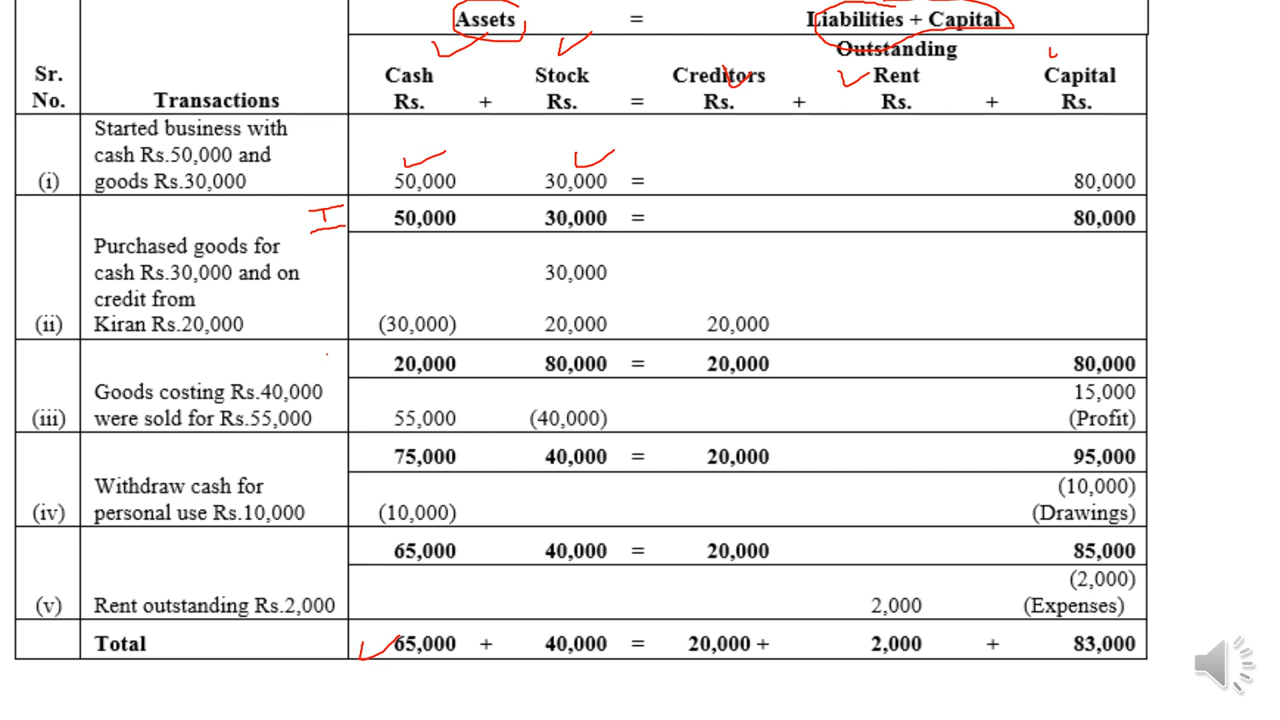 Assets = Liabilities + Capital
Outstanding
Sr. Cash Stock Creditors Rent Capital
No. Transactions Rs. + Rs. = Rs. + Rs. + Rs.
Started business with
cash Rs.50,000 and
(i) goods Rs.30,000 50,000 30,000 = 80,000
I 50,000 30,000 = 80,000
Purchased goods for
cash Rs.30,000 and on 30,000
credit from
(ii) Kiran Rs.20,000 (30,000) 20,000 20,000
20,000 80,000 = 20,000 80,000
Goods costing Rs.40,000 15,000
(iii) were sold for Rs.55,000 55,000 (40,000) (Profit)
75,000 40,000 = 20,000 95,000
Withdraw cash for (10,000)
(iv) personal use Rs.10,000 (10,000) (Drawings)
65,000 40,000 = 20,000 85,000
(2,000)
(v) Rent outstanding Rs.2,000 2,000 (Expenses)
Total 65,000 + 40,000 = 20,000 + 2,000 + 83,000